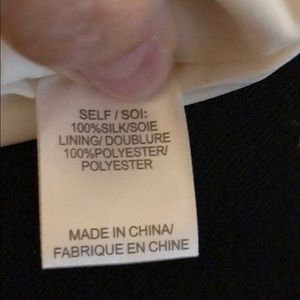 SELF / SOI:
100%SILK/SOIE
LINING/ DOUBLURE
100%POLYESTER/
POLYESTER
MADE IN CHINA/
FABRIQUE EN CHINE